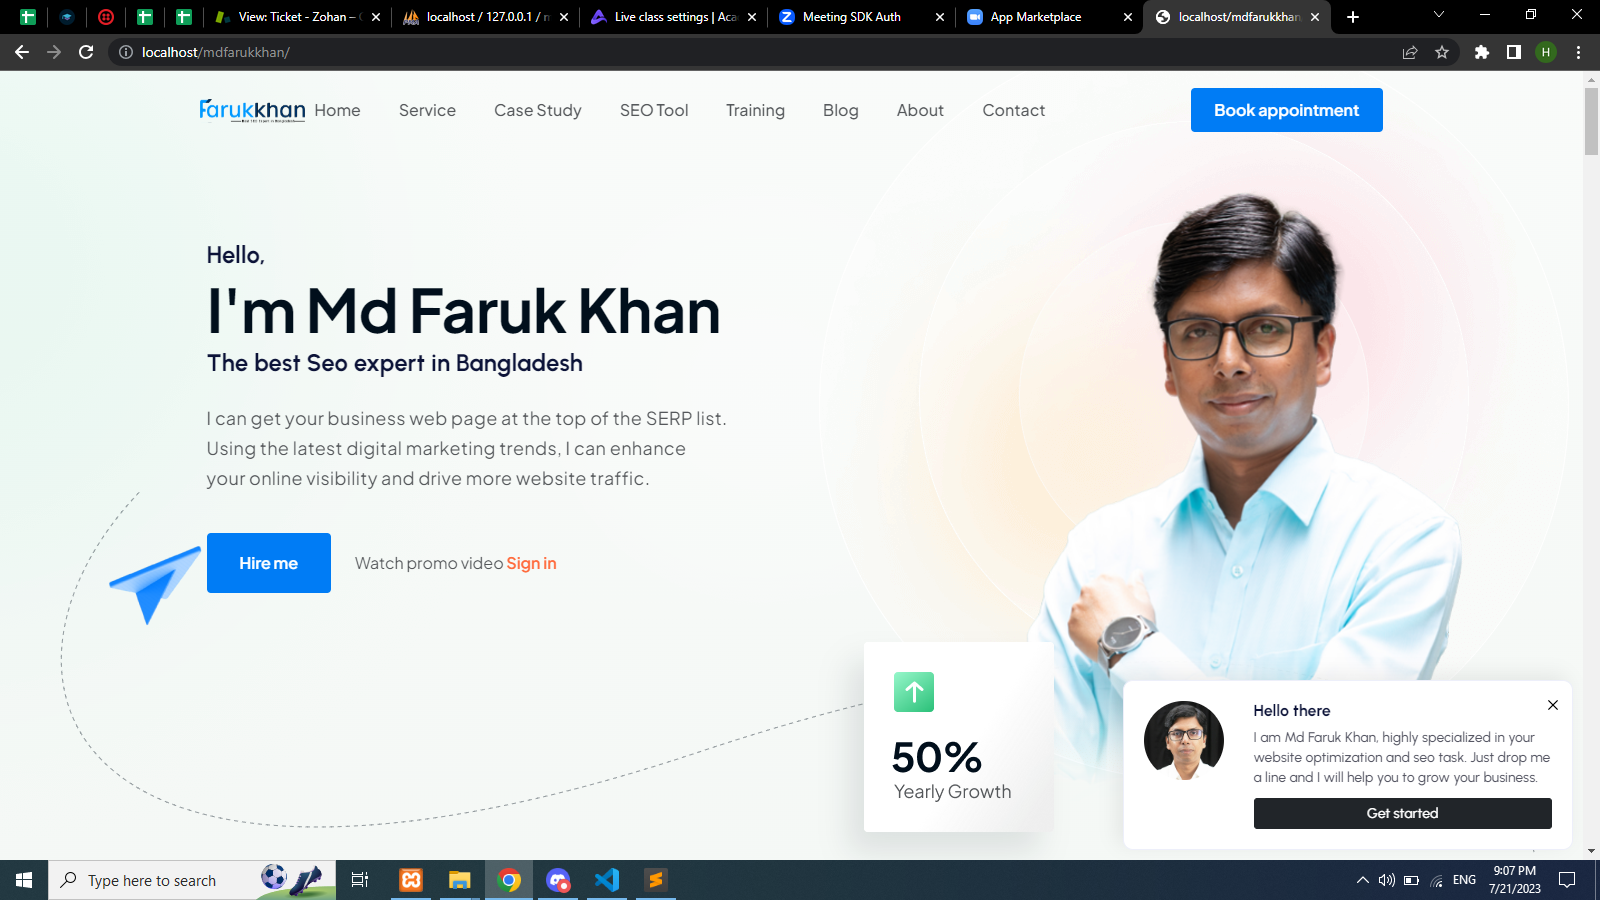 View: Ticket - Zohan –
localhost / 127.0.0.1 / m
Live class settings | Aca
Meeting SDK Auth
App Marketplace
localhost/mdfarukkhan
localhost/mdfarukkhan/
H
Farukkhan
Home
Service
Case Study
SEO Tool
Training
Blog
About
Contact
Book appointment
Hello,
I'm Md Faruk Khan
The best Seo expert in Bangladesh
I can get your business web page at the top of the SERP list.
Using the latest digital marketing trends, I can enhance
your online visibility and drive more website traffic.
Hire me
Watch promo video Sign in
50%
Yearly Growth
Hello there
I am Md Faruk Khan, highly specialized in your
website optimization and seo task. Just drop me
a line and I will help you to grow your business.
Get started
Type here to search
ENG
9:07 PM
7/21/2023